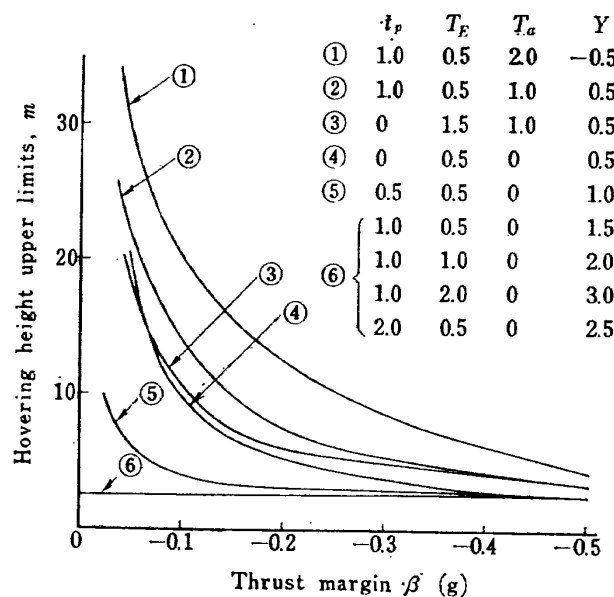 t_p T_E T_a Y
① 1.0 0.5 2.0 −0.5
② 1.0 0.5 1.0 0.5
③ 0 1.5 1.0 0.5
④ 0 0.5 0 0.5
⑤ 0.5 0.5 0 1.0
⑥ 1.0 0.5 0 1.5
1.0 1.0 0 2.0
1.0 2.0 0 3.0
2.0 0.5 0 2.5
Hovering height upper limits, m
30
20
10
0 −0.1 −0.2 −0.3 −0.4 −0.5
①
②
③
④
⑤
⑥
Thrust margin β (g)